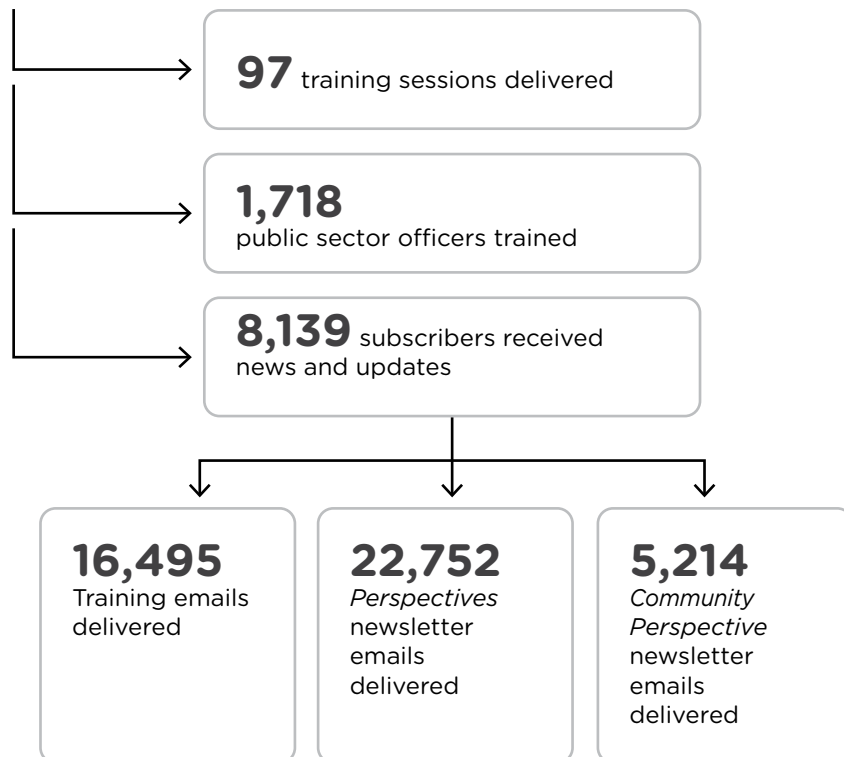 97 training sessions delivered
1,718
public sector officers trained
8,139 subscribers received
news and updates
16,495
Training emails
delivered
22,752
Perspectives
newsletter
emails
delivered
5,214
Community
Perspective
newsletter
emails
delivered